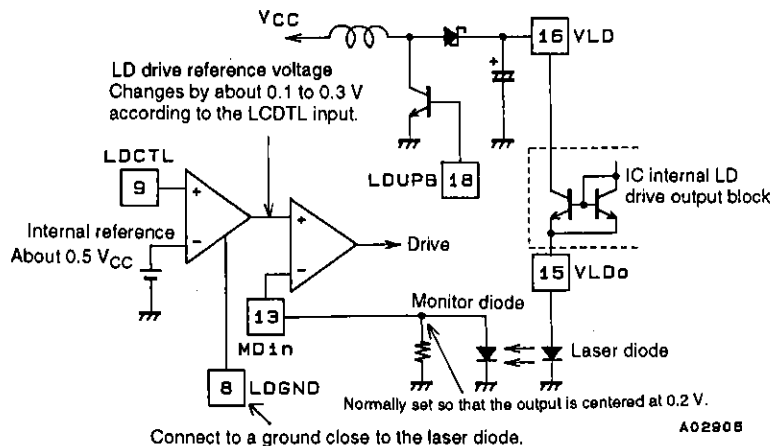 VCC
16 VLD
LD drive reference voltage
Changes by about 0.1 to 0.3 V
according to the LCDTL input.
LDCTL
9
LDUPB 18
IC internal LD
drive output block
+
-
+
-
+
Internal reference
About 0.5 VCC
Drive
15 VLDo
13
MDin
Monitor diode
Laser diode
8 LDGND
Normally set so that the output is centered at 0.2 V.
Connect to a ground close to the laser diode.
A02905